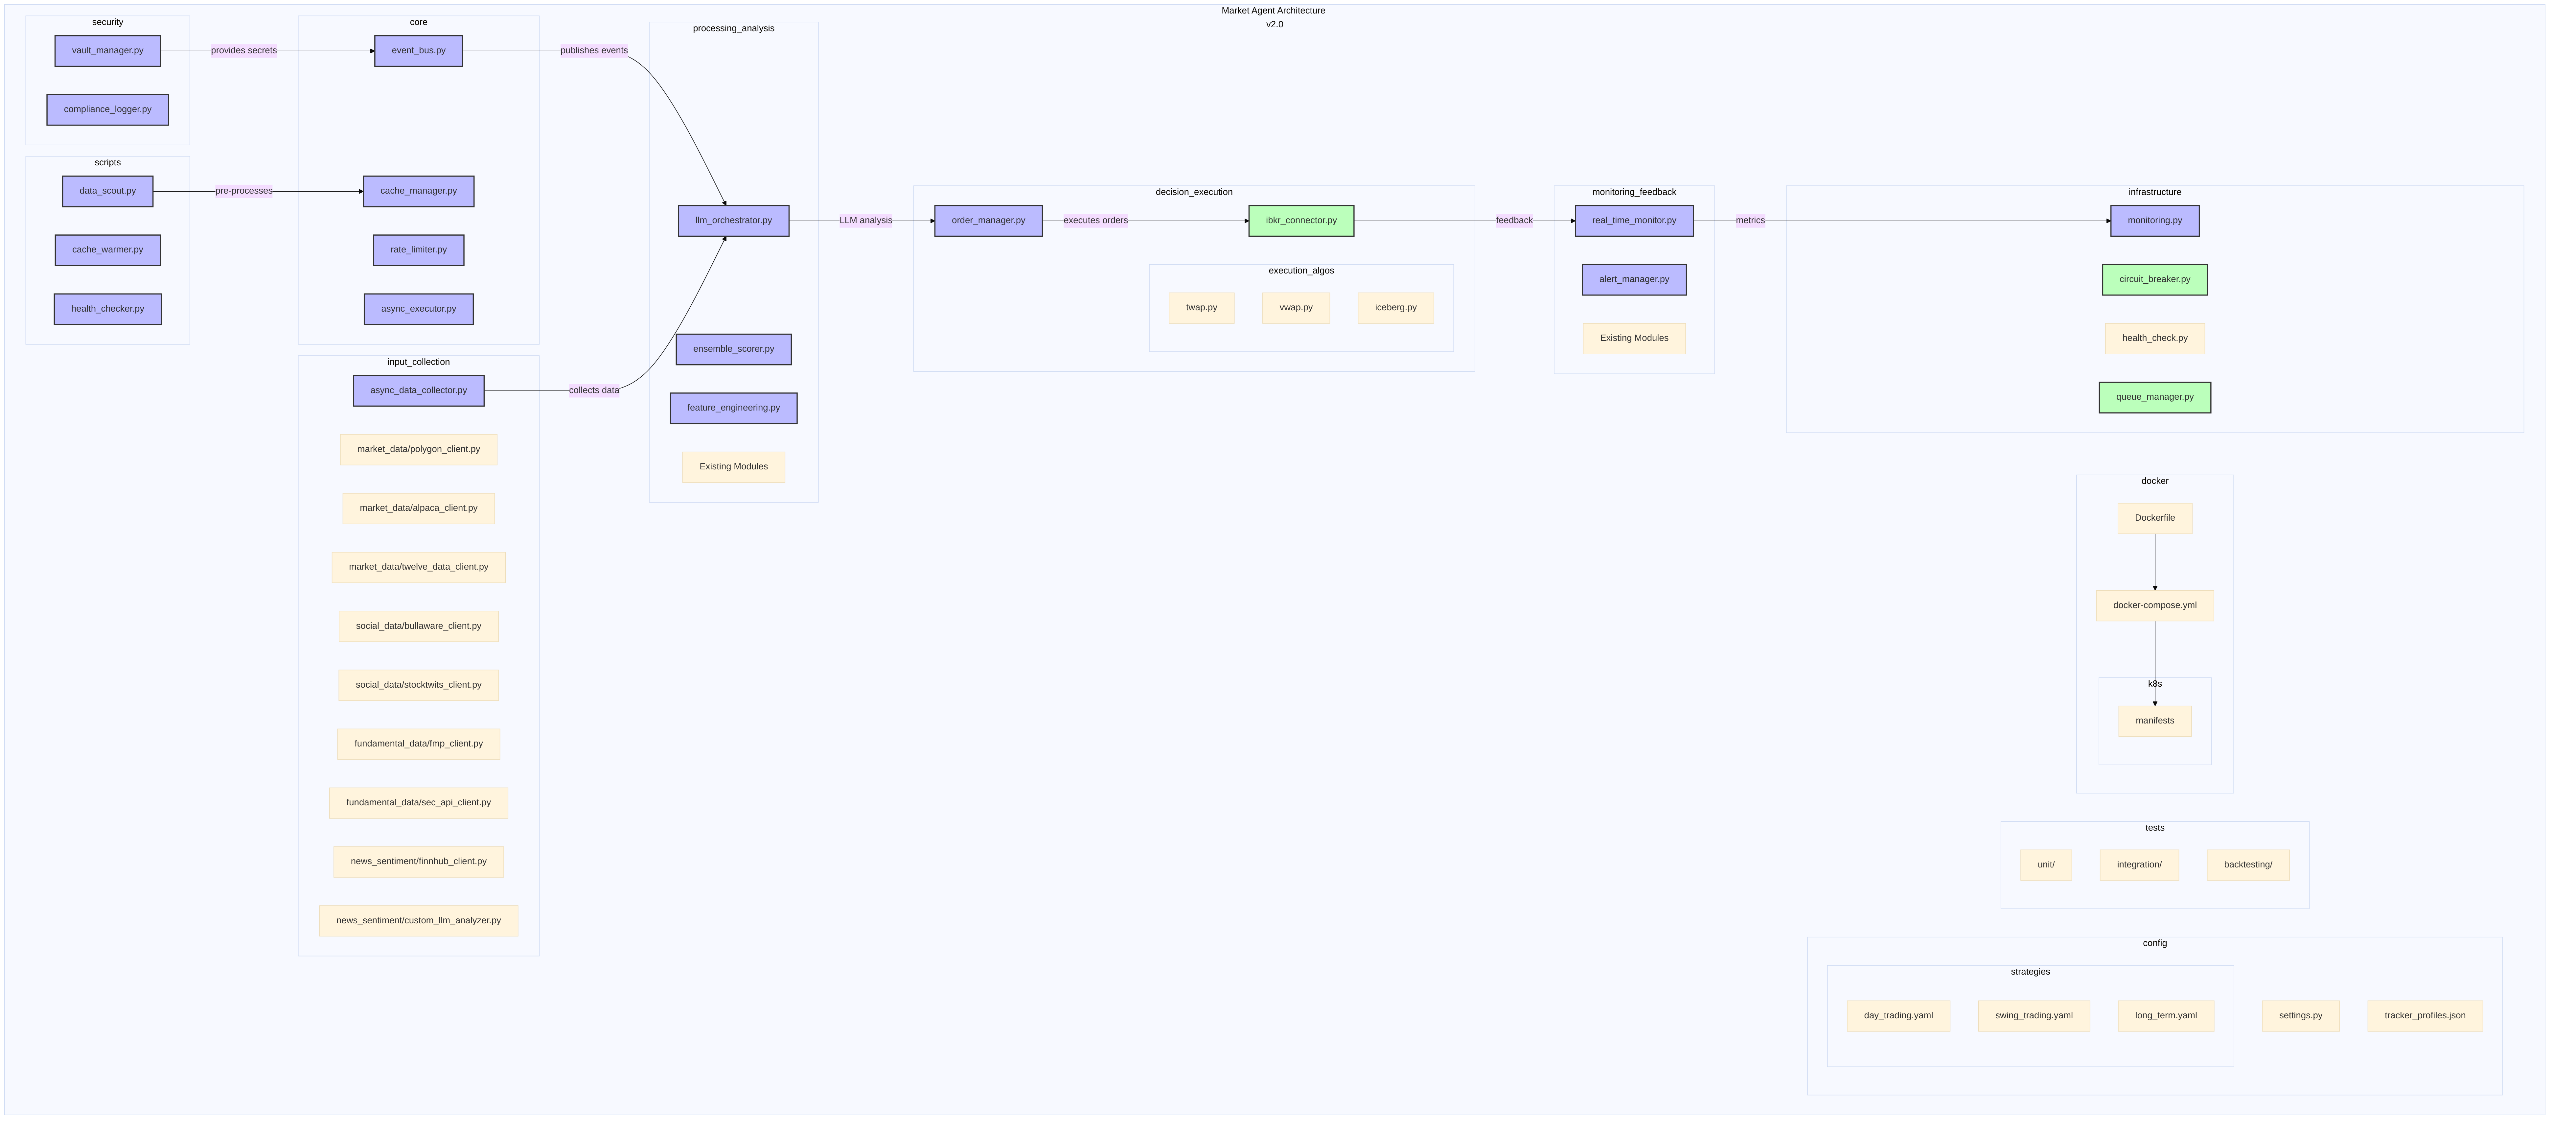 Market Agent Architecture
v2.0
security
vault_manager.py
compliance_logger.py
provides secrets
scripts
data_scout.py
cache_warmer.py
health_checker.py
pre-processes
core
event_bus.py
cache_manager.py
rate_limiter.py
async_executor.py
publishes events
input_collection
async_data_collector.py
market_data/polygon_client.py
market_data/alpaca_client.py
market_data/twelve_data_client.py
social_data/bullaware_client.py
social_data/stocktwits_client.py
fundamental_data/fmp_client.py
fundamental_data/sec_api_client.py
news_sentiment/finnhub_client.py
news_sentiment/custom_llm_analyzer.py
collects data
processing_analysis
llm_orchestrator.py
ensemble_scorer.py
feature_engineering.py
Existing Modules
LLM analysis
decision_execution
order_manager.py
executes orders
ibkr_connector.py
execution_algos
twap.py
vwap.py
iceberg.py
feedback
monitoring_feedback
real_time_monitor.py
alert_manager.py
Existing Modules
metrics
infrastructure
monitoring.py
circuit_breaker.py
health_check.py
queue_manager.py
docker
Dockerfile
docker-compose.yml
k8s
manifests
tests
unit/
integration/
backtesting/
config
strategies
day_trading.yaml
swing_trading.yaml
long_term.yaml
settings.py
tracker_profiles.json